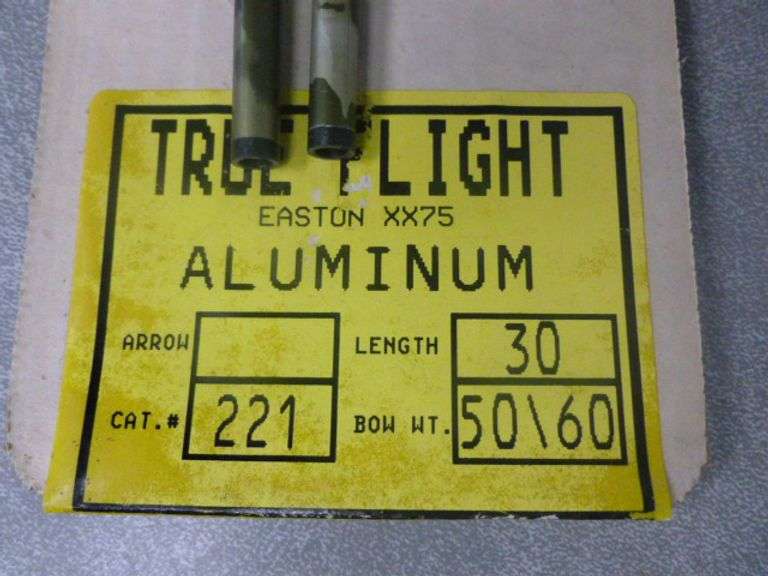 TRUE FLIGHT
EASTON XX75
ALUMINUM
ARROW
LENGTH 30
CAT.# 221
BOW WT. 50\60